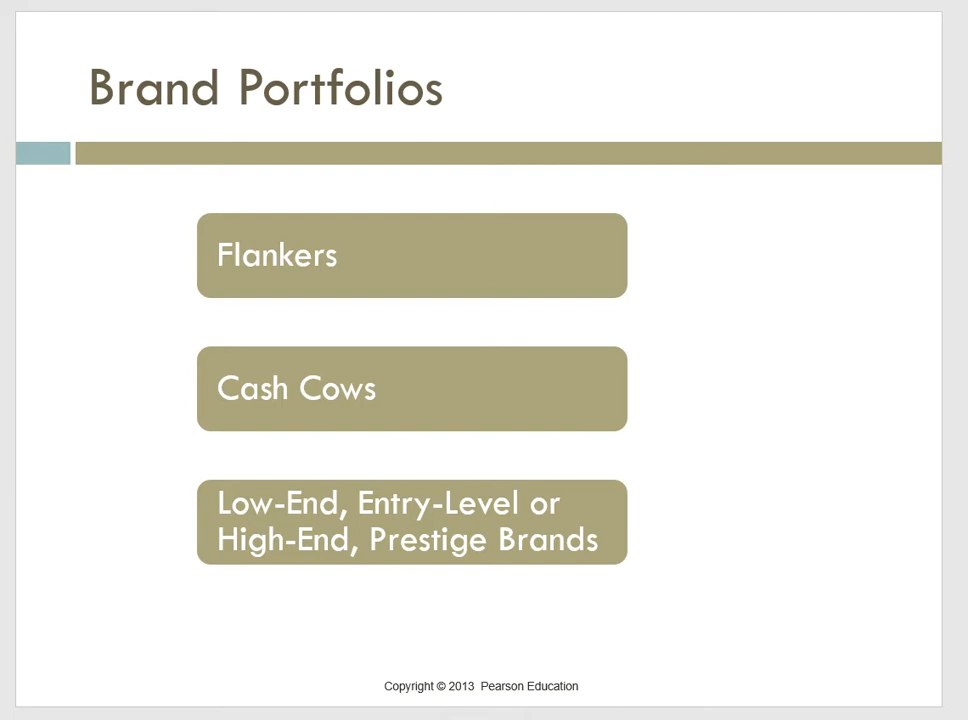 Brand Portfolios
Flankers
Cash Cows
Low-End, Entry-Level or
High-End, Prestige Brands
Copyright © 2013 Pearson Education